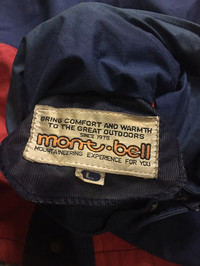 BRING COMFORT AND WARMTH
TO THE GREAT OUTDOORS
SINCE 1975
mont·bell
MOUNTAINEERING EXPERIENCE FOR YOU
L